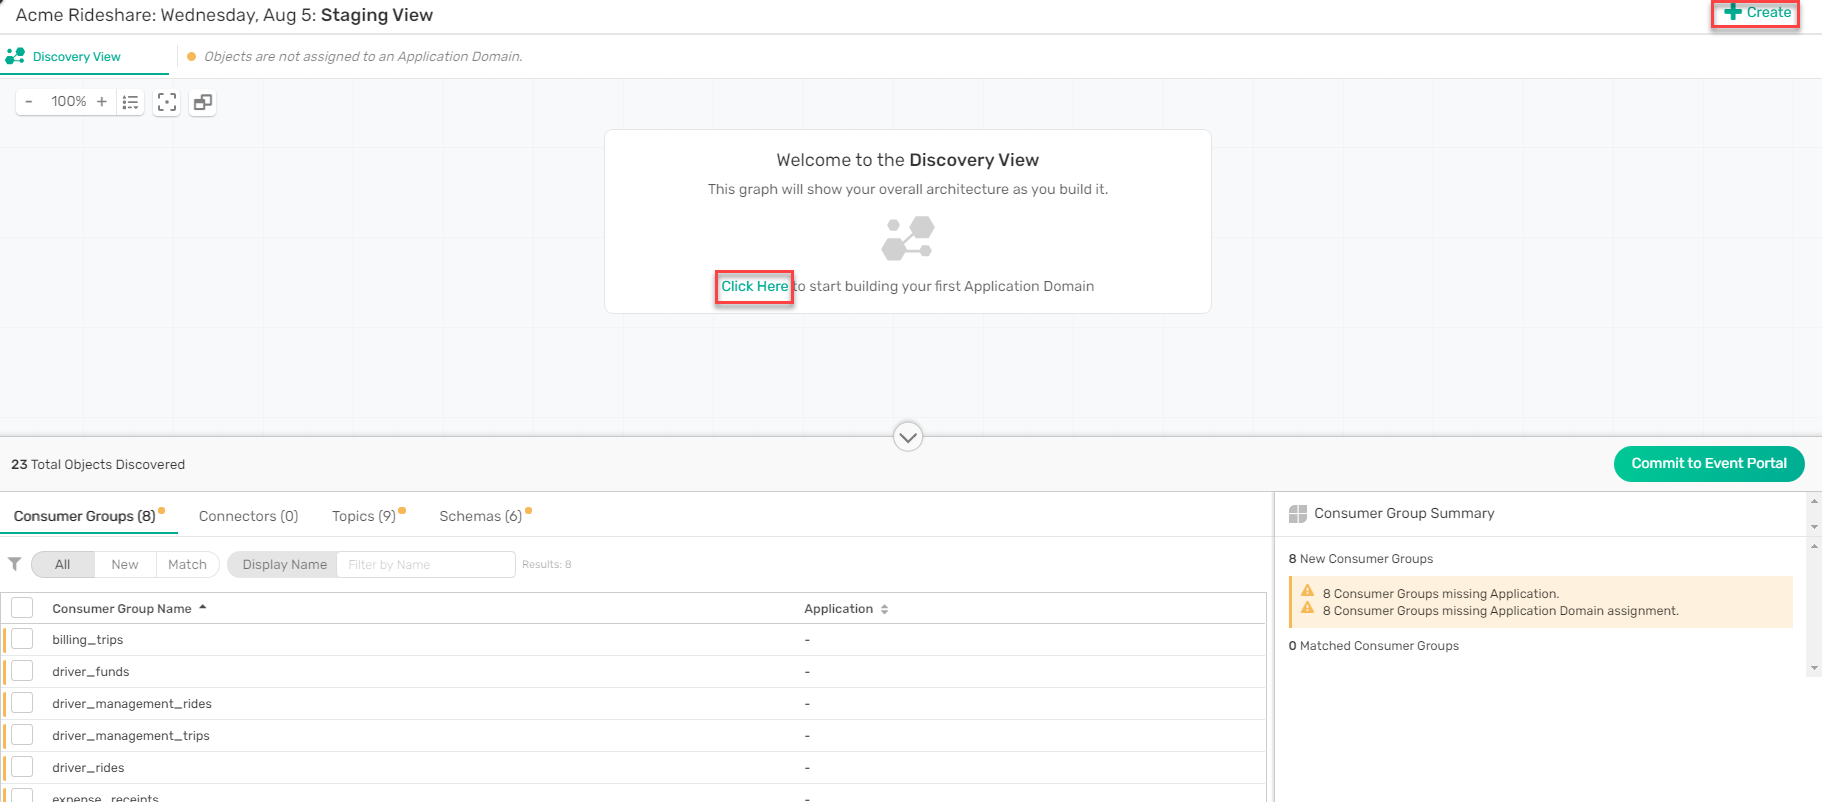 Acme Rideshare: Wednesday, Aug 5: Staging View
Create
Discovery View
Objects are not assigned to an Application Domain.
- 100% +
Welcome to the Discovery View
This graph will show your overall architecture as you build it.
Click Here to start building your first Application Domain
23 Total Objects Discovered
Commit to Event Portal
Consumer Groups (8) Connectors (0) Topics (9) Schemas (6)
All New Match Display Name Filter by Name Results: 8
Consumer Group Name Application
billing_trips -
driver_funds -
driver_management_rides -
driver_management_trips -
driver_rides -
expense_receipts -
Consumer Group Summary
8 New Consumer Groups
8 Consumer Groups missing Application.
8 Consumer Groups missing Application Domain assignment.
0 Matched Consumer Groups